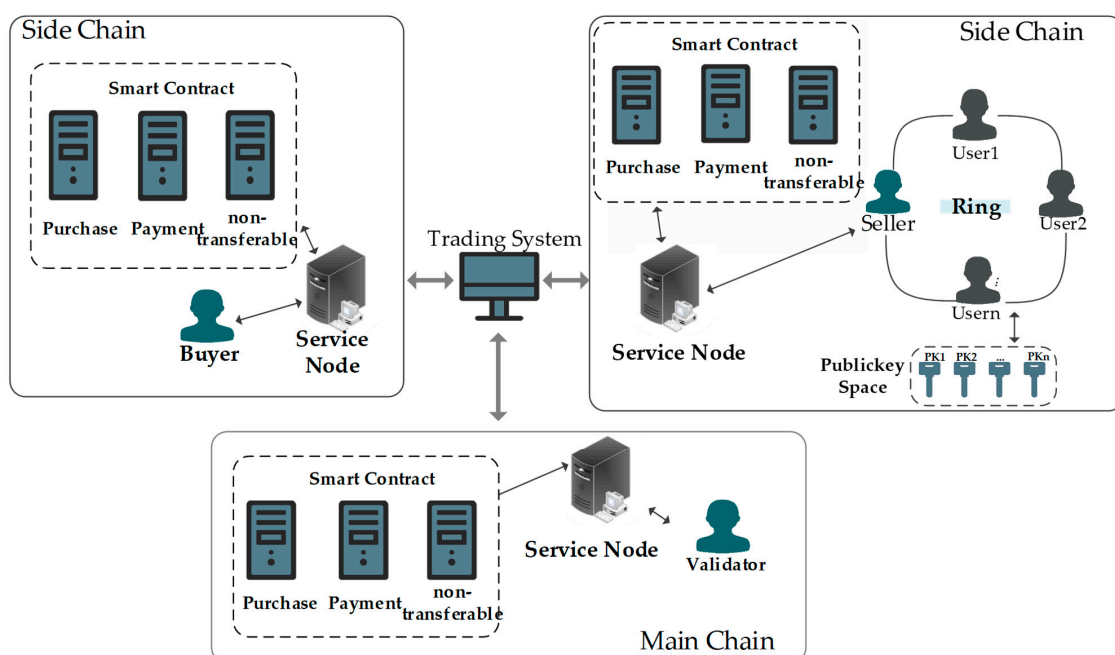 Side Chain
Smart Contract
Purchase
Payment
non-
transferable
Buyer
Service
Node
Trading System
Side Chain
Smart Contract
Purchase
Payment
non-
transferable
Service Node
User1
Seller
Ring
User2
:
Usern
Publickey
Space
PK1 PK2 ... PKn
Smart Contract
Purchase
Payment
non-
transferable
Service Node
Validator
Main Chain